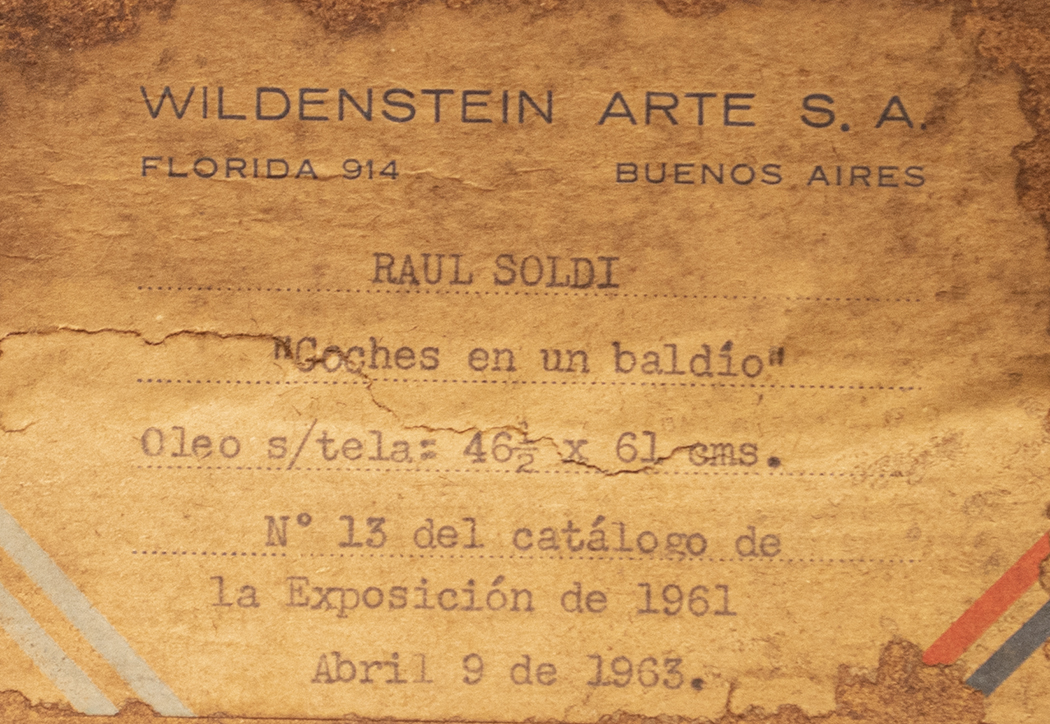 WILDENSTEIN ARTE S. A.
FLORIDA 914 BUENOS AIRES
RAUL SOLDI
"Coches en un baldío"
Oleo s/tela: 46½ x 61 cms.
N° 13 del catálogo de
la Exposición de 1961
Abril 9 de 1963.